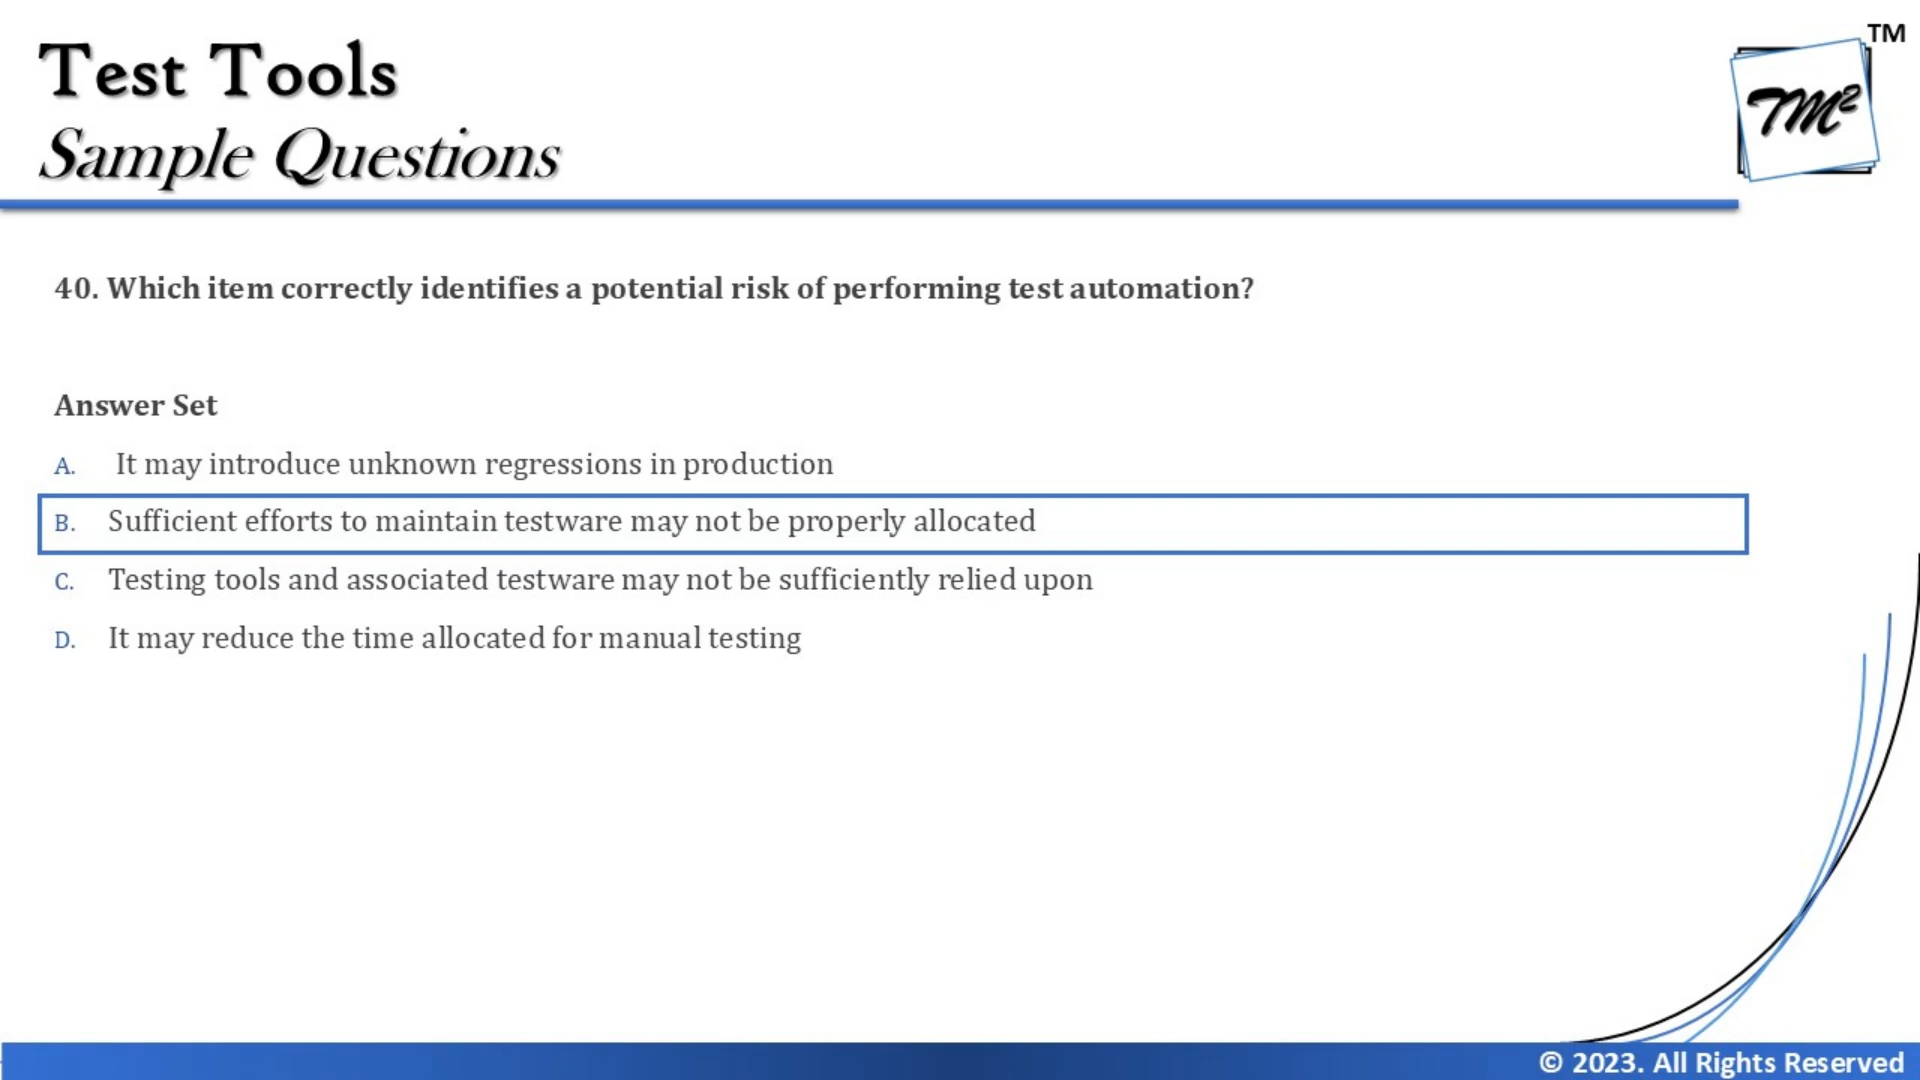 Test Tools
Sample Questions
TM
TM²
40. Which item correctly identifies a potential risk of performing test automation?
Answer Set
A. It may introduce unknown regressions in production
B. Sufficient efforts to maintain testware may not be properly allocated
C. Testing tools and associated testware may not be sufficiently relied upon
D. It may reduce the time allocated for manual testing
© 2023. All Rights Reserved